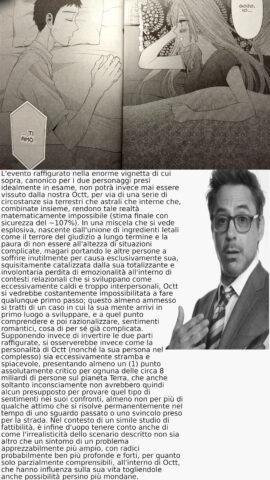 GOJO, IO...
TI AMO
L'evento raffigurato nella enorme vignetta di cui
sopra, canonico per i due personaggi presi
idealmente in esame, non potrà invece mai essere
vissuto dalla nostra Octt, per via di una serie di
circostanze sia terrestri che astrali che interne che,
combinate insieme, rendono tale realtà
matematicamente impossibile (stima finale con
sicurezza del ~107%). In una miscela che si vede
esplosiva, nascente dall'unione di ingredienti letali
come il terrore del giudizio a lungo termine e la
paura di non essere all'altezza di situazioni
complicate, magari portando le altre persone a
soffrire inutilmente per causa esclusivamente sua,
squisitamente catalizzata dalla sua totalizzante e
involontaria perdita di emozionalità all'interno di
contesti relazionali che si sviluppano come
eccessivamente caldi e troppo interpersonali, Octt
si vedrebbe costantemente impossibilitata a fare
qualunque primo passo; questo almeno ammesso
si tratti di un caso in cui la sua mente arrivi in
primo luogo a sviluppare, e a quel punto
comprendere e poi razionalizzare, sentimenti
romantici, cosa di per sé già complicata.
Supponendo invece di invertire le due parti
raffigurate, si osserverebbe invece come la
personalità di Octt (nonché la sua persona nel
complesso) sia eccessivamente stramba e
spiacevole, presentando almeno un (1) punto
assolutamente critico per ognuna delle circa 8
miliardi di persone sul pianeta Terra, che anche
soltanto inconsciamente non avrebbero quindi
alcun presupposto per provare quel tipo di
sentimenti nei suoi confronti, almeno non per più di
qualche attimo che si risolve permanentemente nel
tempo di uno sguardo passato o uno svincolo preso
per la strada. Nel contesto di un simile studio di
fattibilità, è infine d'uopo tenere conto anche di
come l'irrealisticità dello scenario descritto non sia
altro che un sintomo di un problema
apprezzabilmente più ampio, con radici
probabilmente ben più profonde e forti, per quanto
solo parzialmente comprensibili, all'interno di Octt,
che hanno influenza sulla sua vita togliendole
anche possibilità persino più mondane.